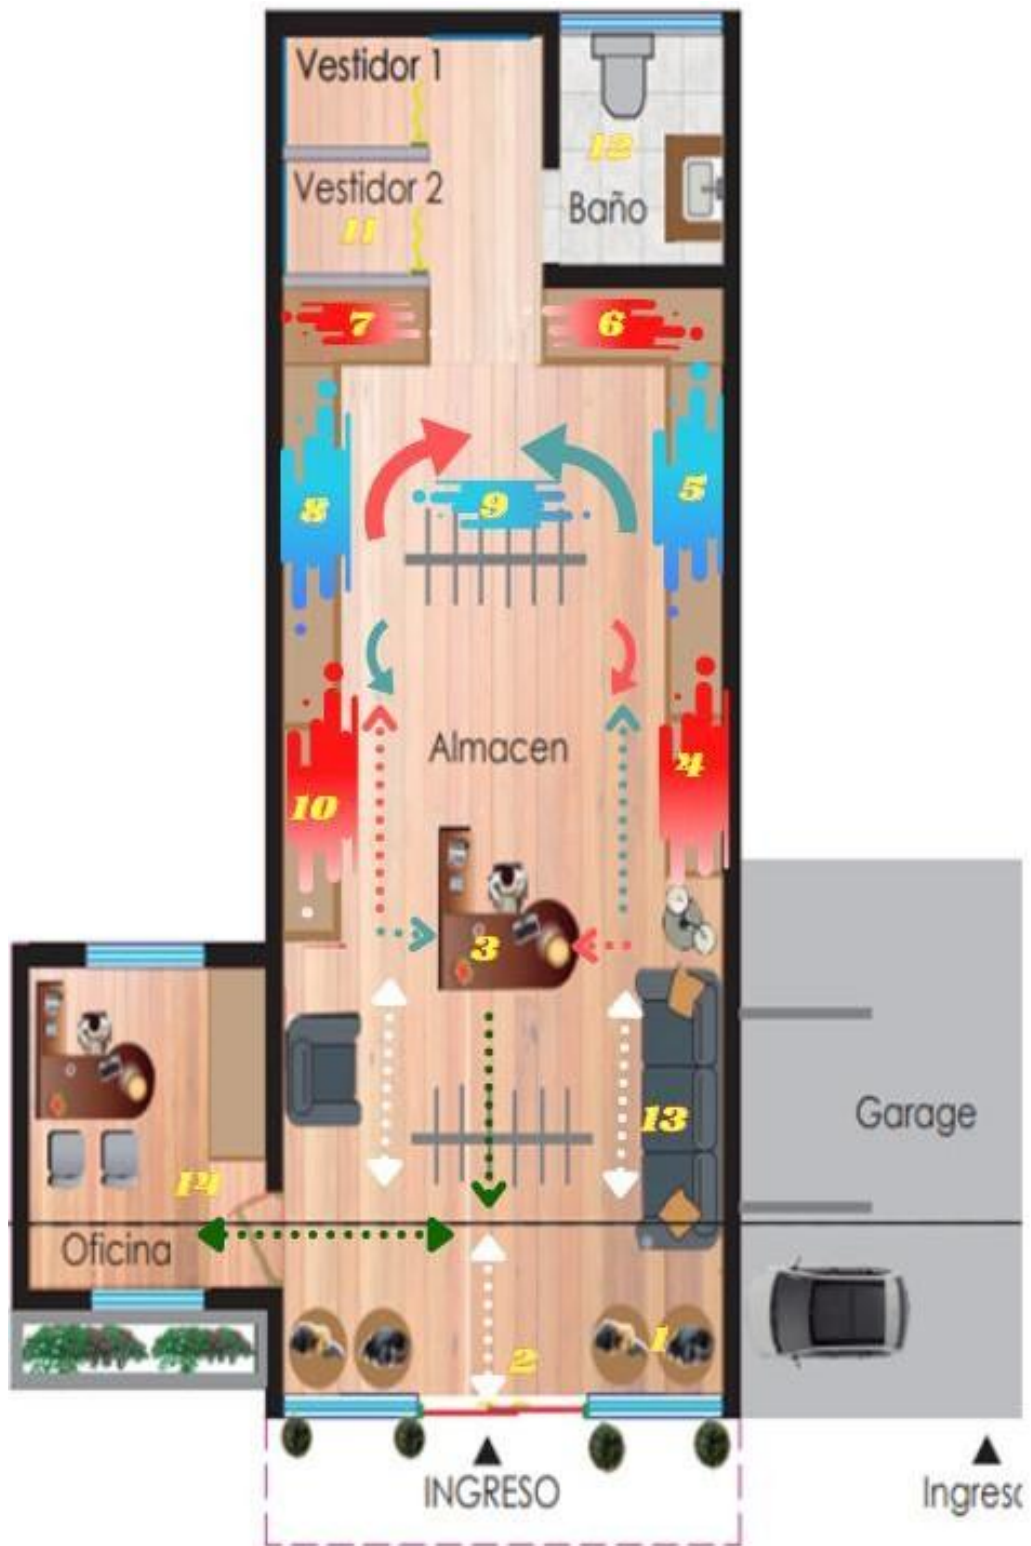 Vestidor 1
12
Vestidor 2
Baño
11
7
6
8
9
5
Almacen
10
4
3
13
Garage
14
Oficina
1
2
INGRESO
Ingreso